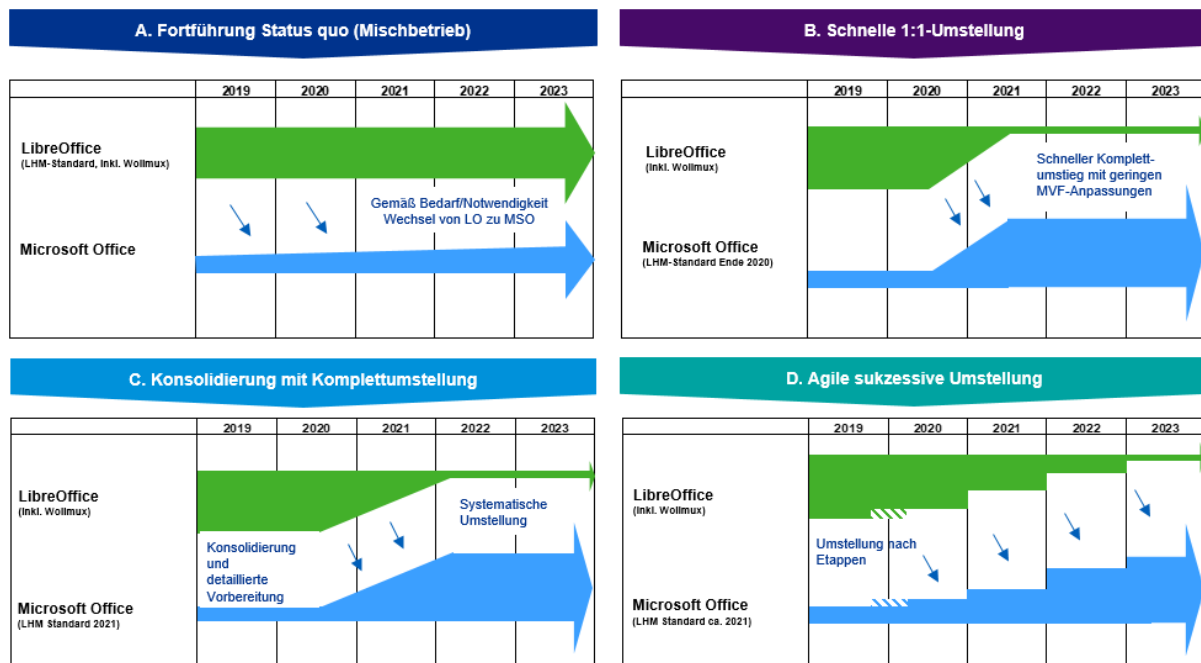 A. Fortführung Status quo (Mischbetrieb)
2019 2020 2021 2022 2023
LibreOffice
(LHM-Standard, inkl. Wollmux)
Gemäß Bedarf/Notwendigkeit
Wechsel von LO zu MSO
Microsoft Office
B. Schnelle 1:1-Umstellung
2019 2020 2021 2022 2023
LibreOffice
(inkl. Wollmux)
Schneller Komplett-
umstieg mit geringen
MVF-Anpassungen
Microsoft Office
(LHM-Standard Ende 2020)
C. Konsolidierung mit Komplettumstellung
2019 2020 2021 2022 2023
LibreOffice
(inkl. Wollmux)
Systematische
Umstellung
Konsolidierung
und
detaillierte
Vorbereitung
Microsoft Office
(LHM Standard 2021)
D. Agile sukzessive Umstellung
2019 2020 2021 2022 2023
LibreOffice
(inkl. Wollmux)
Umstellung nach
Etappen
Microsoft Office
(LHM Standard ca. 2021)